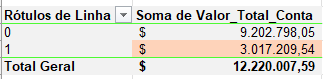 Rótulos de Linha Soma de Valor_Total_Conta
0 $ 9.202.798,05
1 $ 3.017.209,54
Total Geral $ 12.220.007,59